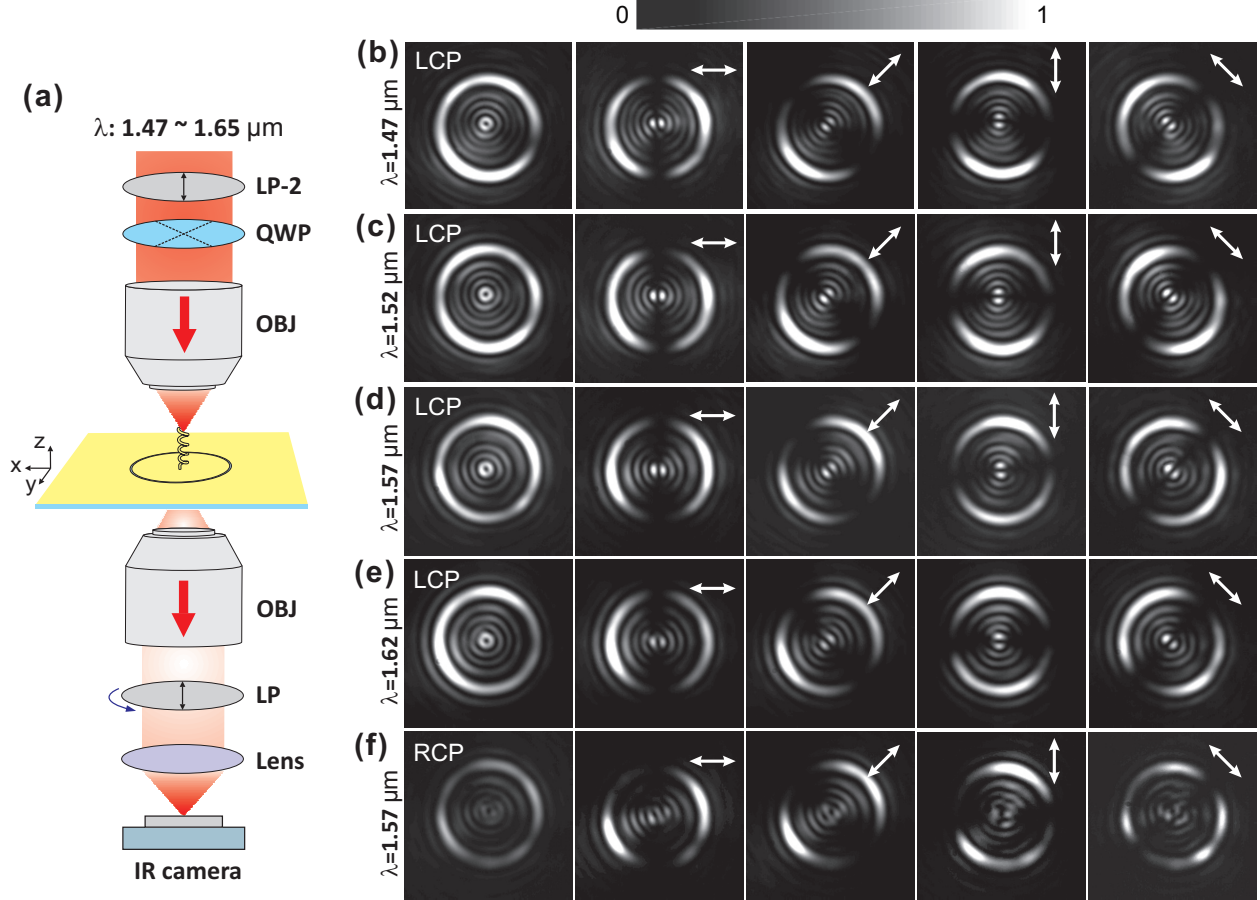 0
1
(a)
λ: 1.47 ~ 1.65 µm
LP-2
QWP
OBJ
z
x
y
OBJ
LP
Lens
IR camera
(b)
LCP
λ=1.47 µm
(c)
LCP
λ=1.52 µm
(d)
LCP
λ=1.57 µm
(e)
LCP
λ=1.62 µm
(f)
RCP
λ=1.57 µm